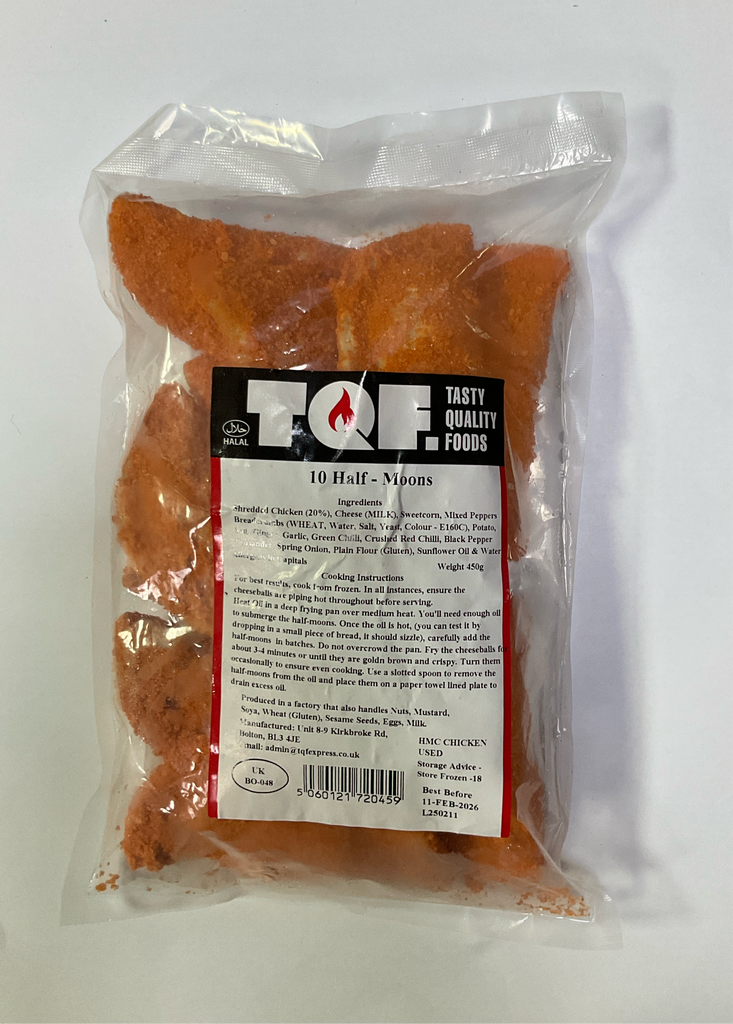 TQF.
TASTY
QUALITY
FOODS
حلال
HALAL
10 Half - Moons
Ingredients
Shredded Chicken (20%), Cheese (MILK), Sweetcorn, Mixed Peppers
(WHEAT, Water, Salt, Yeast, Colour - E160C), Potato,
Garlic, Green Chilli, Crushed Red Chilli, Black Pepper
Spring Onion, Plain Flour (Gluten), Sunflower Oil & Water
Weight 450g
Cooking Instructions
For best results, cook from frozen. In all instances, ensure the
cheeseballs are piping hot throughout before serving.
Heat Oil in a deep frying pan over medium heat. You'll need enough oil
to submerge the half-moons. Once the oil is hot, (you can test it by
dropping in a small piece of bread, it should sizzle), carefully add the
half-moons in batches. Do not overcrowd the pan. Fry the cheeseballs for
about 3-4 minutes or until they are goldn brown and crispy. Turn them
occasionally to ensure even cooking. Use a slotted spoon to remove the
half-moons from the oil and place them on a paper towel lined plate to
drain excess oil.
Produced in a factory that also handles Nuts, Mustard,
Soya, Wheat (Gluten), Sesame Seeds, Eggs, Milk.
Manufactured: Unit 8-9 Kirkbroke Rd,
Bolton, BL3 4JE
Email: admin@tqfexpress.co.uk
UK
BO-048
5 060121 720459
HMC CHICKEN
USED
Storage Advice -
Store Frozen -18
Best Before
11-FEB-2026
L250211